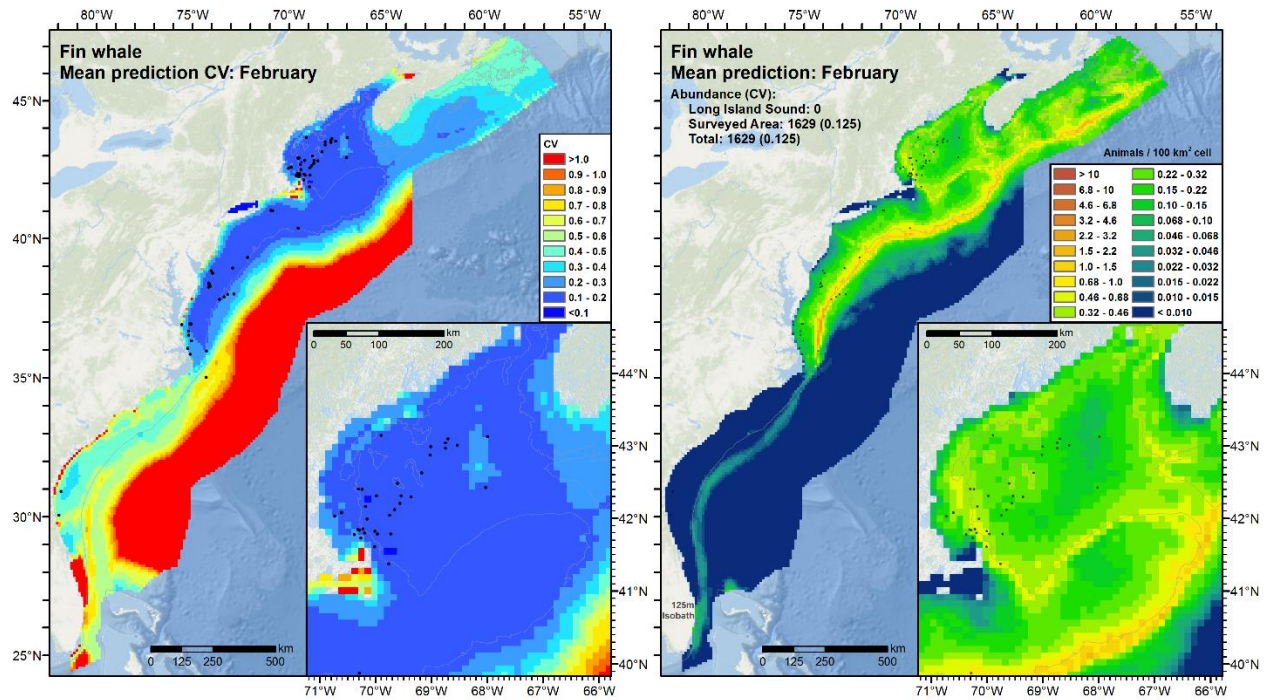 80°W 75°W 70°W 65°W 60°W 55°W
Fin whale
Mean prediction CV: February
45°N
40°N
35°N
30°N
25°N
CV
>1.0
0.9 - 1.0
0.8 - 0.9
0.7 - 0.8
0.6 - 0.7
0.5 - 0.6
0.4 - 0.5
0.3 - 0.4
0.2 - 0.3
0.1 - 0.2
<0.1
km
0 50 100 200
44°N
43°N
42°N
41°N
40°N
km
0 125 250 500
71°W 70°W 69°W 68°W 67°W 66°W
80°W 75°W 70°W 65°W 60°W 55°W
Fin whale
Mean prediction: February
Abundance (CV):
Long Island Sound: 0
Surveyed Area: 1629 (0.125)
Total: 1629 (0.125)
45°N
40°N
35°N
30°N
25°N
Animals / 100 km² cell
> 10 0.22 - 0.32
6.8 - 10 0.15 - 0.22
4.6 - 6.8 0.10 - 0.15
3.2 - 4.6 0.068 - 0.10
2.2 - 3.2 0.046 - 0.068
1.5 - 2.2 0.032 - 0.046
1.0 - 1.5 0.022 - 0.032
0.68 - 1.0 0.015 - 0.022
0.46 - 0.68 0.010 - 0.015
0.32 - 0.46 < 0.010
km
0 50 100 200
44°N
43°N
42°N
41°N
40°N
125m
Isobath
km
0 125 250 500
71°W 70°W 69°W 68°W 67°W 66°W